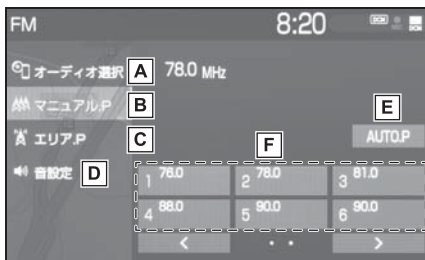 FM 8:20 DCM
オーディオ選択 A 78.0 MHz
マニュアル.P B
エリア.P C E
音設定 D F AUTO.P
1 76.0 2 78.0 3 81.0
4 88.0 5 90.0 6 90.0
< • • >